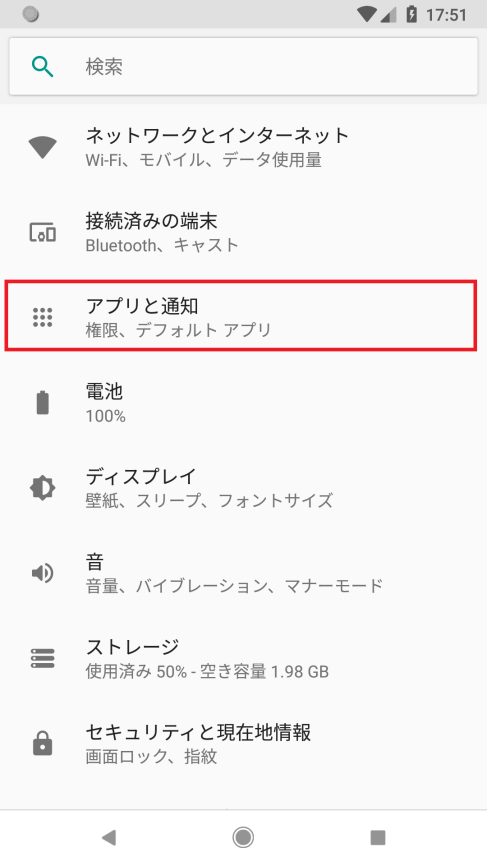 17:51
検索
ネットワークとインターネット
Wi-Fi、モバイル、データ使用量
接続済みの端末
Bluetooth、キャスト
アプリと通知
権限、デフォルト アプリ
電池
100%
ディスプレイ
壁紙、スリープ、フォントサイズ
音
音量、バイブレーション、マナーモード
ストレージ
使用済み 50% - 空き容量 1.98 GB
セキュリティと現在地情報
画面ロック、指紋